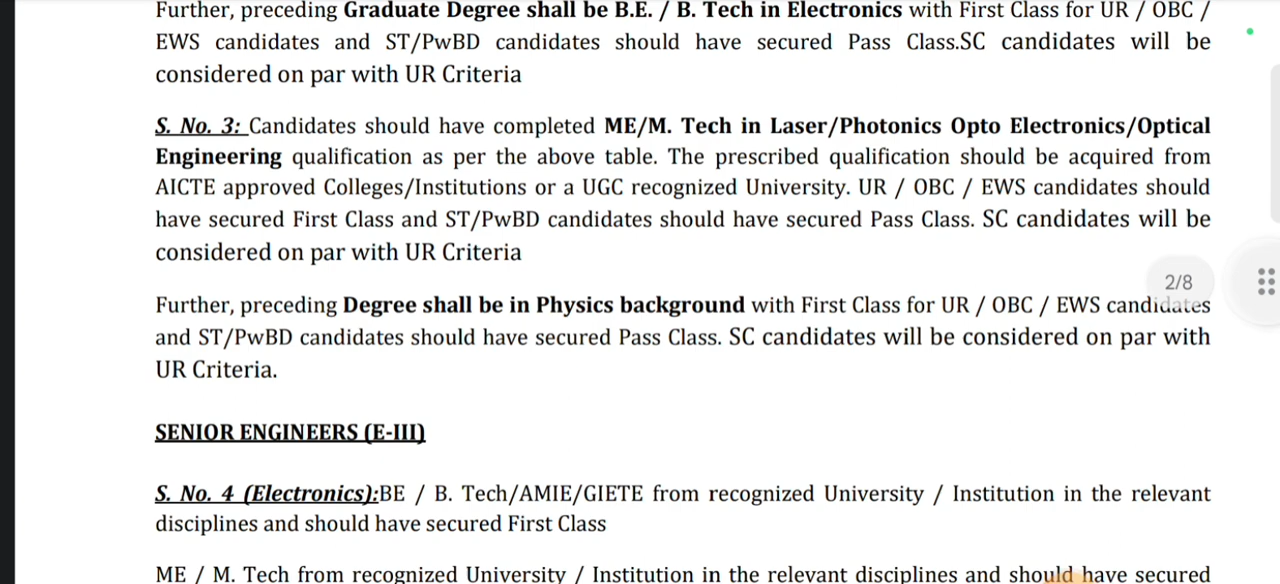 Further, preceding Graduate Degree shall be B.E. / B. Tech in Electronics with First Class for UR / OBC /
EWS candidates and ST/PwBD candidates should have secured Pass Class.SC candidates will be
considered on par with UR Criteria
S. No. 3: Candidates should have completed ME/M. Tech in Laser/Photonics Opto Electronics/Optical
Engineering qualification as per the above table. The prescribed qualification should be acquired from
AICTE approved Colleges/Institutions or a UGC recognized University. UR / OBC / EWS candidates should
have secured First Class and ST/PwBD candidates should have secured Pass Class. SC candidates will be
considered on par with UR Criteria
2/8
Further, preceding Degree shall be in Physics background with First Class for UR / OBC / EWS candidates
and ST/PwBD candidates should have secured Pass Class. SC candidates will be considered on par with
UR Criteria.
SENIOR ENGINEERS (E-III)
S. No. 4 (Electronics):BE / B. Tech/AMIE/GIETE from recognized University / Institution in the relevant
disciplines and should have secured First Class
ME / M. Tech from recognized University / Institution in the relevant disciplines and should have secured